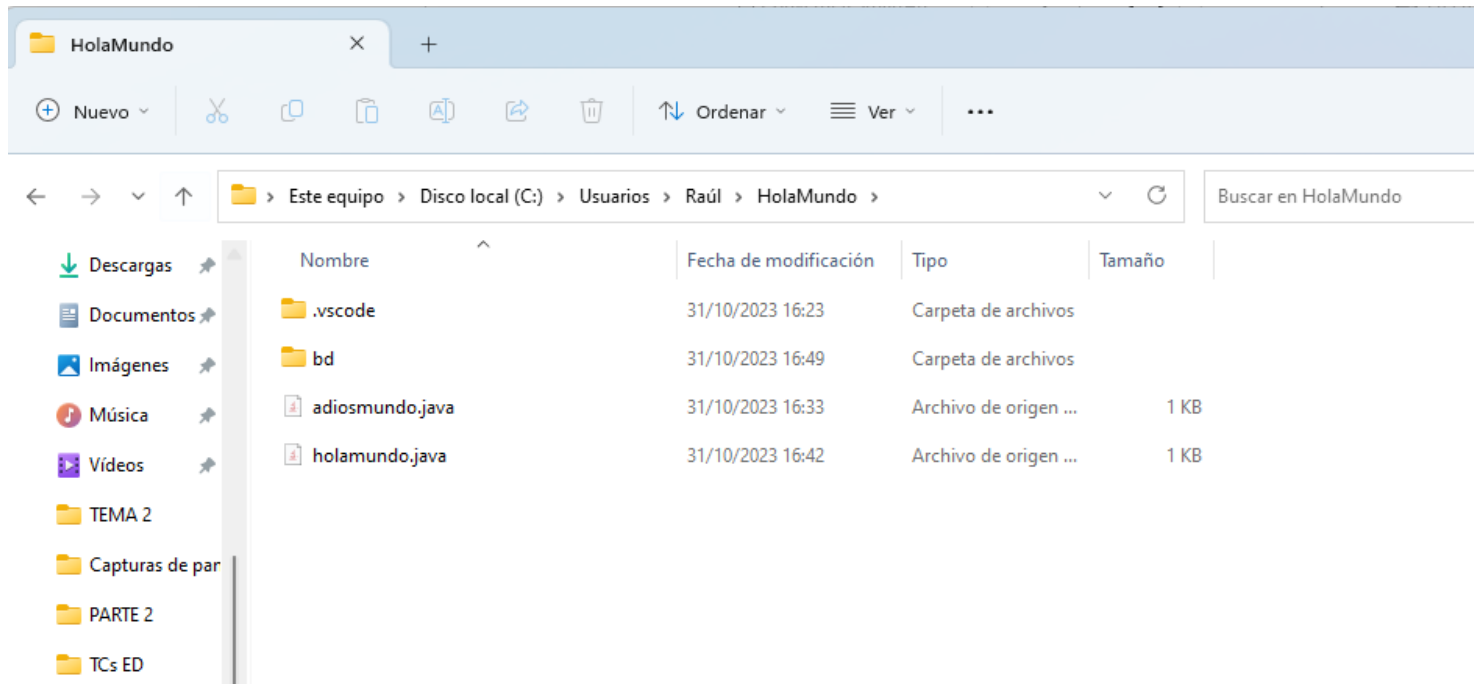 HolaMundo
Nuevo Ordenar Ver
Este equipo > Disco local (C:) > Usuarios > Raúl > HolaMundo > Buscar en HolaMundo
Nombre Fecha de modificación Tipo Tamaño
Descargas
.vscode 31/10/2023 16:23 Carpeta de archivos
Documentos
bd 31/10/2023 16:49 Carpeta de archivos
Imágenes
adiosmundo.java 31/10/2023 16:33 Archivo de origen ... 1 KB
Música
holamundo.java 31/10/2023 16:42 Archivo de origen ... 1 KB
Vídeos
TEMA 2
Capturas de par
PARTE 2
TCs ED